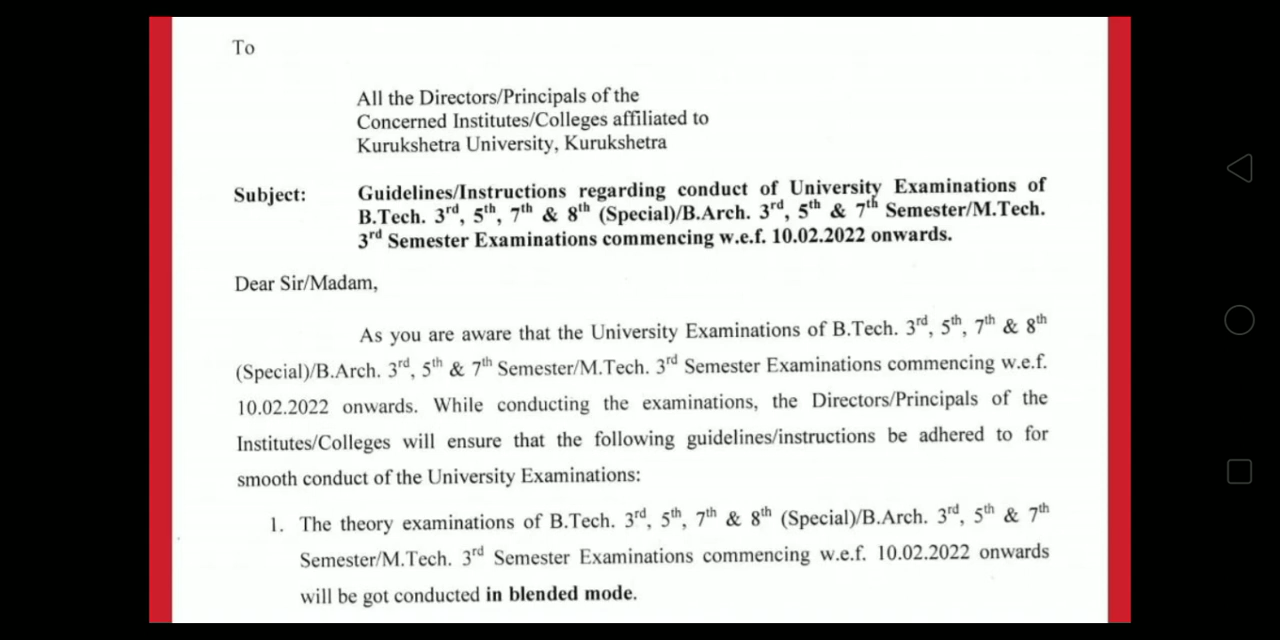 To
All the Directors/Principals of the
Concerned Institutes/Colleges affiliated to
Kurukshetra University, Kurukshetra
Subject: Guidelines/Instructions regarding conduct of University Examinations of
B.Tech. 3rd, 5th, 7th & 8th (Special)/B.Arch. 3rd, 5th & 7th Semester/M.Tech.
3rd Semester Examinations commencing w.e.f. 10.02.2022 onwards.
Dear Sir/Madam,
As you are aware that the University Examinations of B.Tech. 3rd, 5th, 7th & 8th
(Special)/B.Arch. 3rd, 5th & 7th Semester/M.Tech. 3rd Semester Examinations commencing w.e.f.
10.02.2022 onwards. While conducting the examinations, the Directors/Principals of the
Institutes/Colleges will ensure that the following guidelines/instructions be adhered to for
smooth conduct of the University Examinations:
1. The theory examinations of B.Tech. 3rd, 5th, 7th & 8th (Special)/B.Arch. 3rd, 5th & 7th
Semester/M.Tech. 3rd Semester Examinations commencing w.e.f. 10.02.2022 onwards
will be got conducted in blended mode.